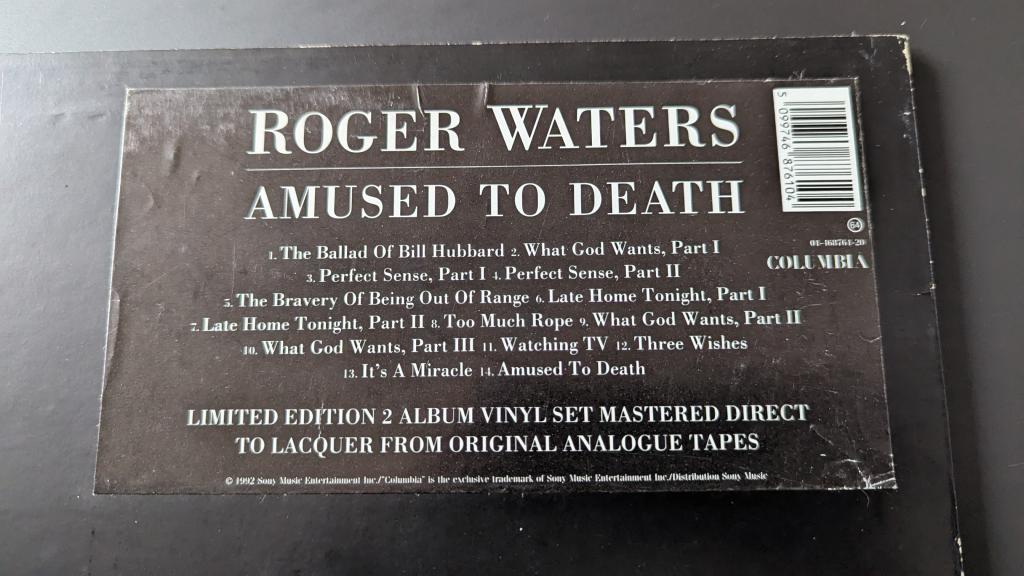 ROGER WATERS
AMUSED TO DEATH
1. The Ballad Of Bill Hubbard 2. What God Wants, Part I
3. Perfect Sense, Part I 4. Perfect Sense, Part II
5. The Bravery Of Being Out Of Range 6. Late Home Tonight, Part I
7. Late Home Tonight, Part II 8. Too Much Rope 9. What God Wants, Part II
10. What God Wants, Part III 11. Watching TV 12. Three Wishes
13. It's A Miracle 14. Amused To Death
LIMITED EDITION 2 ALBUM VINYL SET MASTERED DIRECT
TO LACQUER FROM ORIGINAL ANALOGUE TAPES
© 1992 Sony Music Entertainment Inc./"Columbia" is the exclusive trademark of Sony Music Entertainment Inc./Distribution Sony Music
5 099746 876104
64
04-468761-20
COLUMBIA